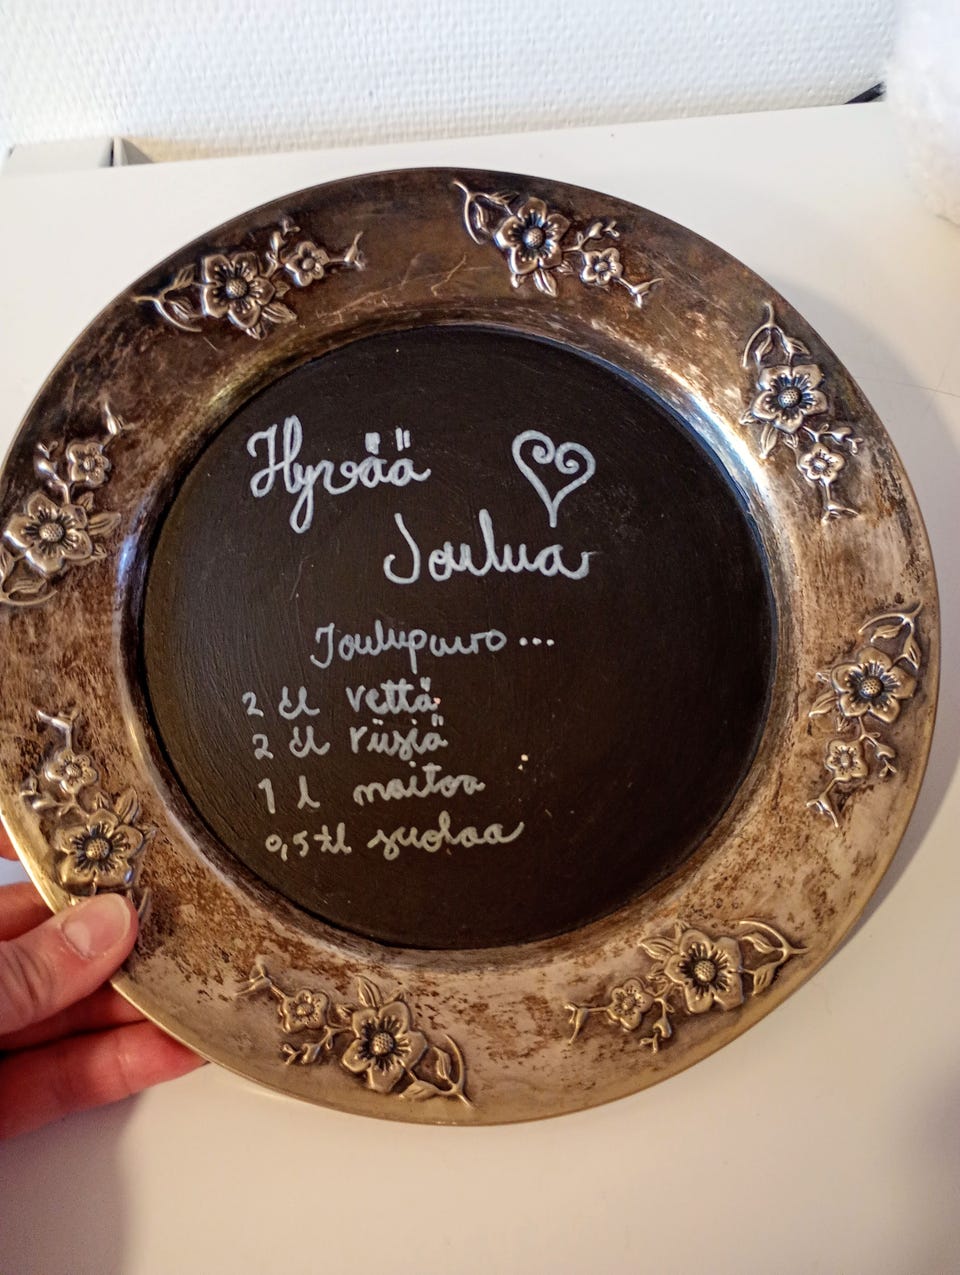 Hyvää
Joulua
Joulupuuro...
2 dl vettä
2 dl riisiä
1 l maitoa
0,5 tl suolaa